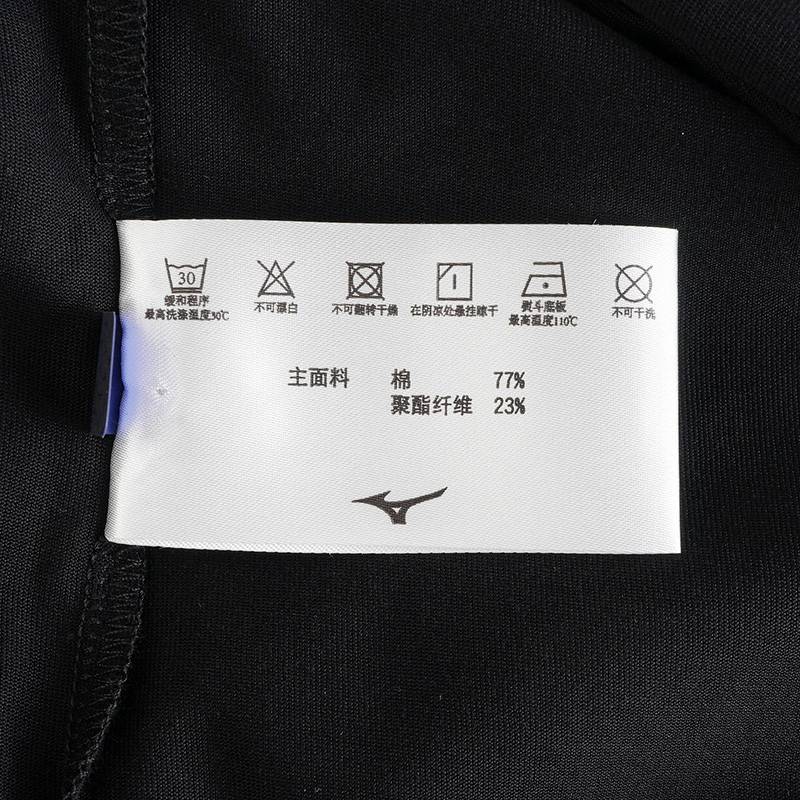 30
缓和程序
最高洗涤温度30℃
不可漂白
不可翻转干燥
在阴凉处悬挂晾干
熨斗底板
最高温度110℃
不可干洗
主面料 棉 77%
聚酯纤维 23%